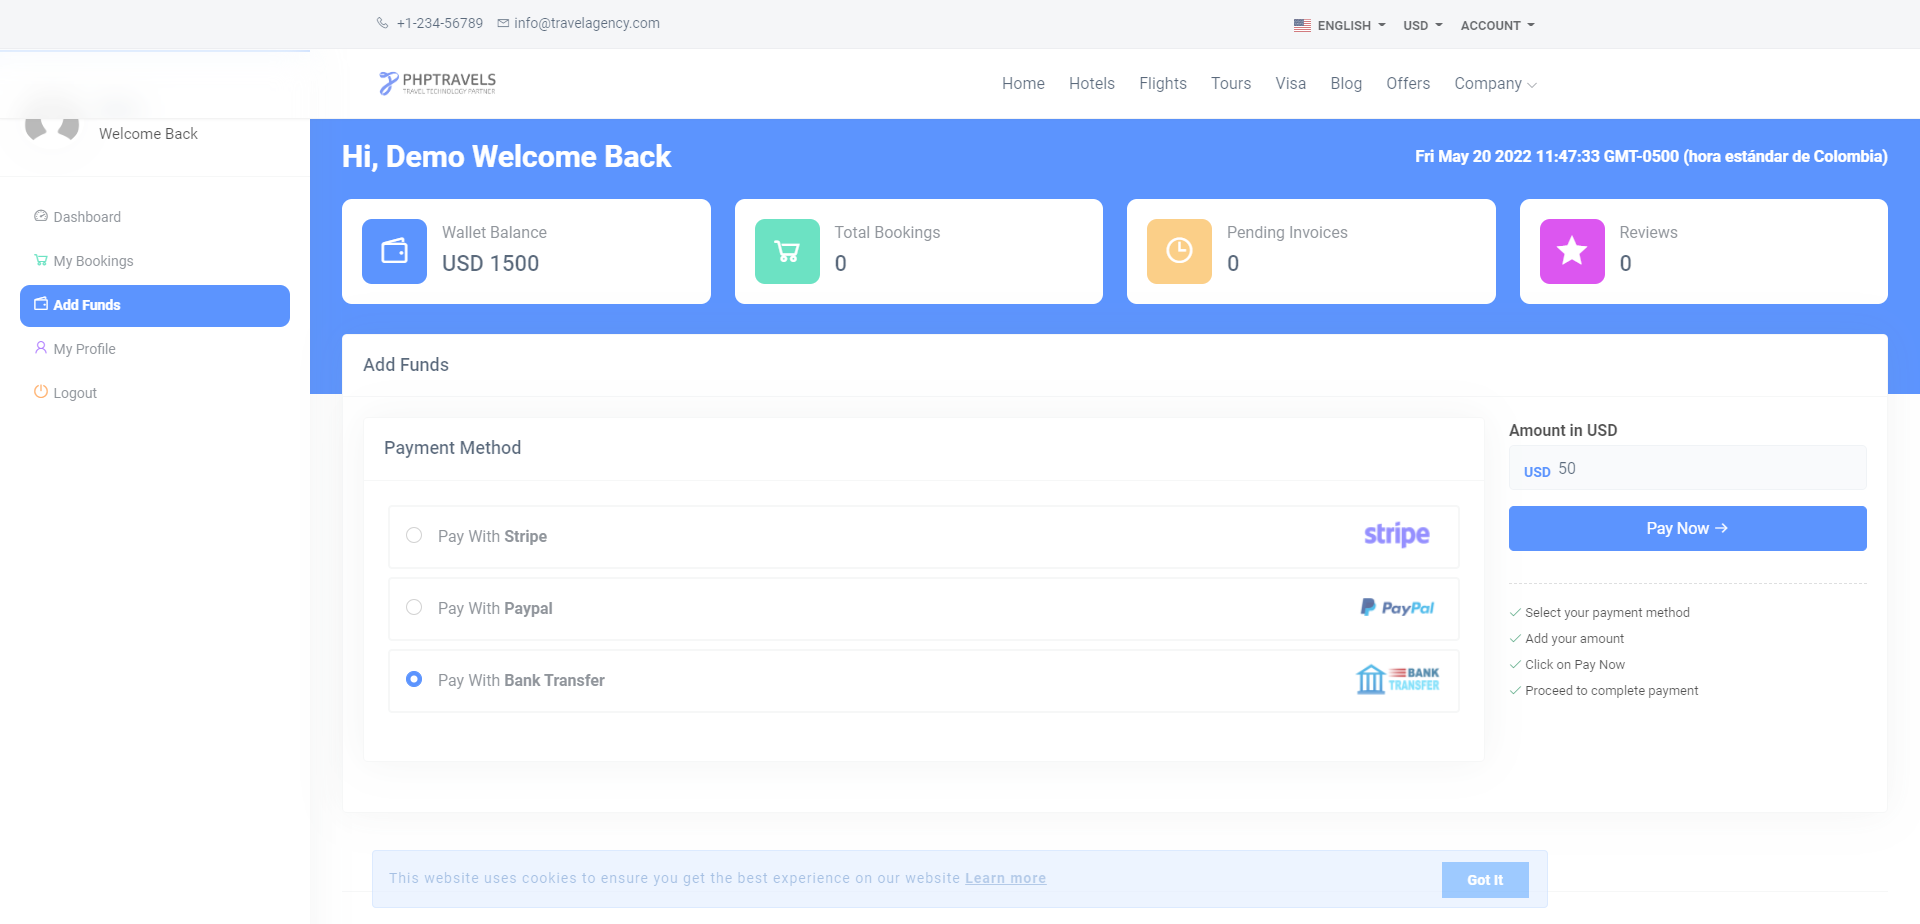 +1-234-56789 info@travelagency.com
ENGLISH USD ACCOUNT
PHPTRAVELS
TRAVEL TECHNOLOGY PARTNER
Home Hotels Flights Tours Visa Blog Offers Company
Welcome Back
Dashboard
My Bookings
Add Funds
My Profile
Logout
Hi, Demo Welcome Back
Fri May 20 2022 11:47:33 GMT-0500 (hora estándar de Colombia)
Wallet Balance
USD 1500
Total Bookings
0
Pending Invoices
0
Reviews
0
Add Funds
Payment Method
Pay With Stripe
stripe
Pay With Paypal
PayPal
Pay With Bank Transfer
BANK
TRANSFER
Amount in USD
USD 50
Pay Now
Select your payment method
Add your amount
Click on Pay Now
Proceed to complete payment
This website uses cookies to ensure you get the best experience on our website Learn more
Got It